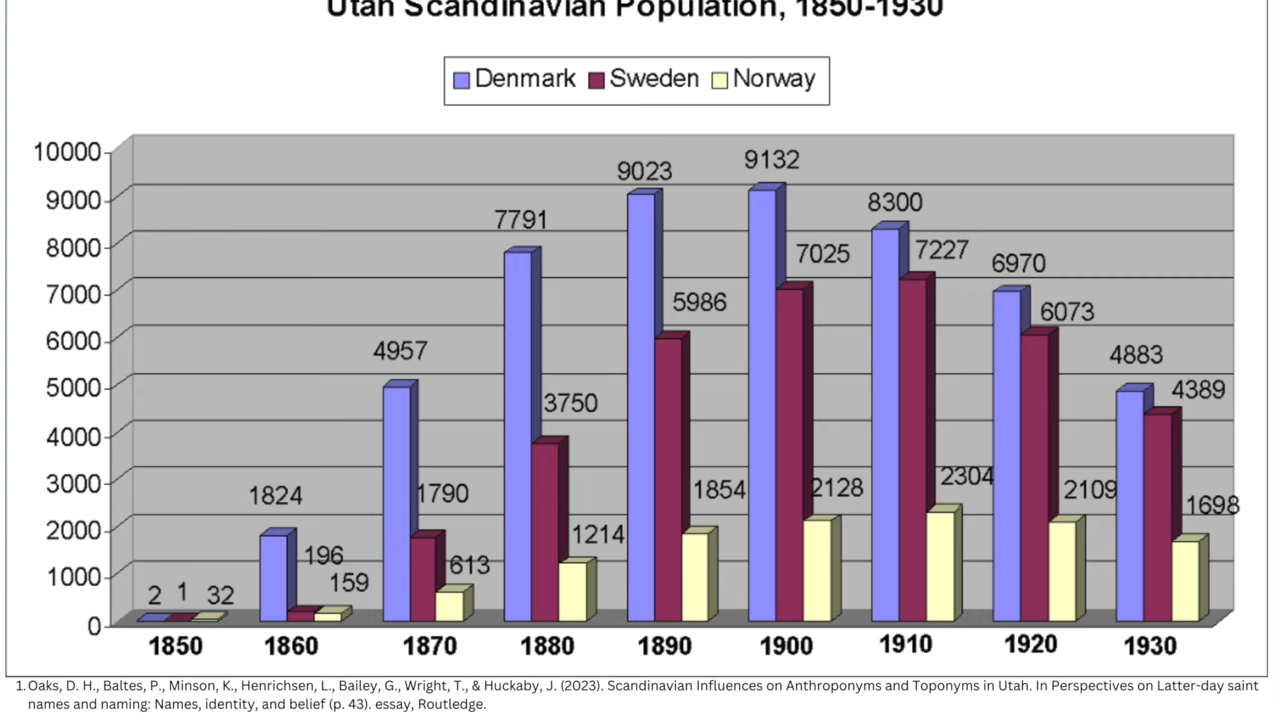 Utah Scandinavian Population, 1850-1930
Denmark Sweden Norway
10000
9000
8000
7000
6000
5000
4000
3000
2000
1000
0
2 1 32
1824 196 159
4957 1790 613
7791 3750 1214
9023 5986 1854
9132 7025 2128
8300 7227 2304
6970 6073 2109
4883 4389 1698
1850 1860 1870 1880 1890 1900 1910 1920 1930
1. Oaks, D. H., Baltes, P., Minson, K., Henrichsen, L., Bailey, G., Wright, T., & Huckaby, J. (2023). Scandinavian Influences on Anthroponyms and Toponyms in Utah. In Perspectives on Latter-day saint
names and naming: Names, identity, and belief (p. 43). essay, Routledge.